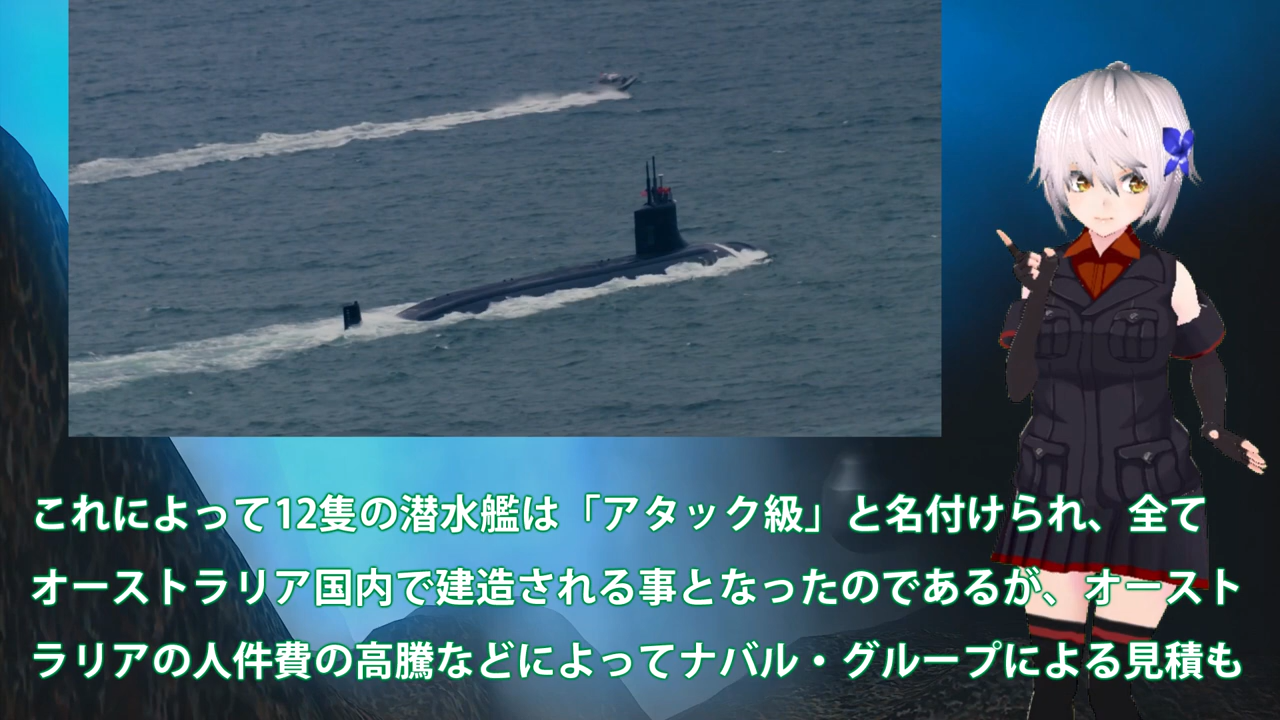 これによって12隻の潜水艦は「アタック級」と名付けられ、全て
オーストラリア国内で建造される事となったのであるが、オースト
ラリアの人件費の高騰などによってナバル・グループによる見積も